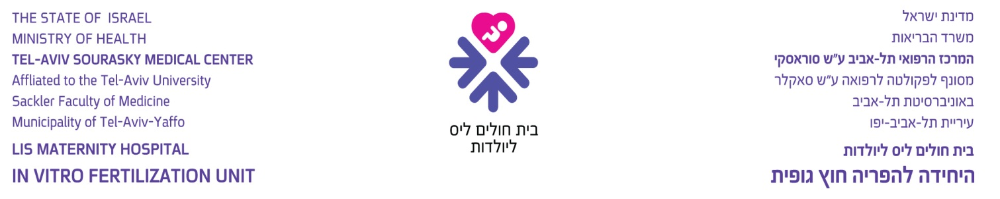 THE STATE OF ISRAEL
MINISTRY OF HEALTH
TEL-AVIV SOURASKY MEDICAL CENTER
Affliated to the Tel-Aviv University
Sackler Faculty of Medicine
Municipality of Tel-Aviv-Yaffo
LIS MATERNITY HOSPITAL
IN VITRO FERTILIZATION UNIT
בית חולים ליס
ליולדות
מדינת ישראל
משרד הבריאות
המרכז הרפואי תל-אביב ע״ש סוראסקי
מסונף לפקולטה לרפואה ע״ש סאקלר
באוניברסיטת תל-אביב
עיריית תל-אביב-יפו
בית חולים ליס ליולדות
היחידה להפריה חוץ גופית